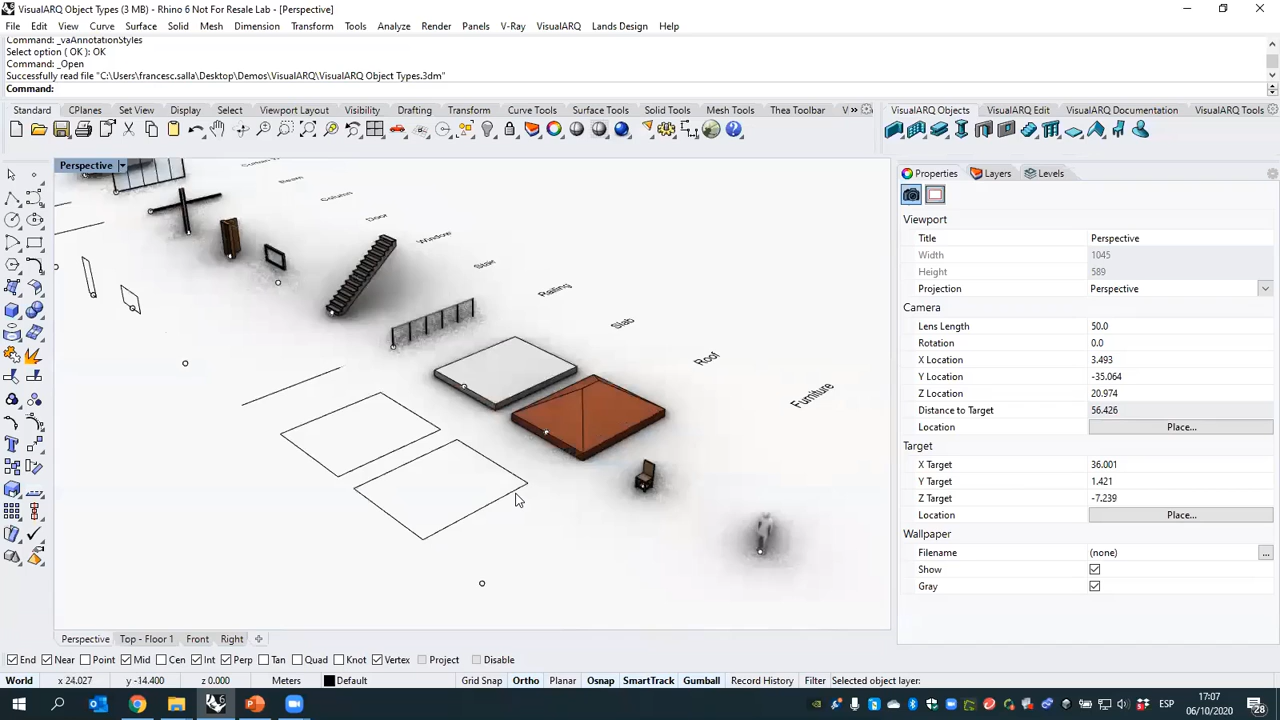 VisualARQ Object Types (3 MB) - Rhino 6 Not For Resale Lab - [Perspective]
File Edit View Curve Surface Solid Mesh Dimension Transform Tools Analyze Render Panels V-Ray VisualARQ Lands Design Help
Command: _vaAnnotationStyles
Select option ( OK ): OK
Command: _Open
Successfully read file "C:\Users\francesc.salla\Desktop\Demos\VisualARQ\VisualARQ Object Types.3dm"
Command:
Standard CPlanes Set View Display Select Viewport Layout Visibility Drafting Transform Curve Tools Surface Tools Solid Tools Mesh Tools Thea Toolbar V »
VisualARQ Objects VisualARQ Edit VisualARQ Documentation VisualARQ Tools
Perspective
Beam
Column
Door
Window
Stair
Railing
Slab
Roof
Furniture
Properties Layers Levels
Viewport
Title Perspective
Width 1045
Height 589
Projection Perspective
Camera
Lens Length 50.0
Rotation 0.0
X Location 3.493
Y Location -35.064
Z Location 20.974
Distance to Target 56.426
Location Place...
Target
X Target 36.001
Y Target 1.421
Z Target -7.239
Location Place...
Wallpaper
Filename (none) ...
Show
Gray
Perspective Top - Floor 1 Front Right
End Near Point Mid Cen Int Perp Tan Quad Knot Vertex Project Disable
World x 24.027 y -14.400 z 0.000 Meters Default Grid Snap Ortho Planar Osnap SmartTrack Gumball Record History Filter Selected object layer:
ESP
17:07
06/10/2020
28